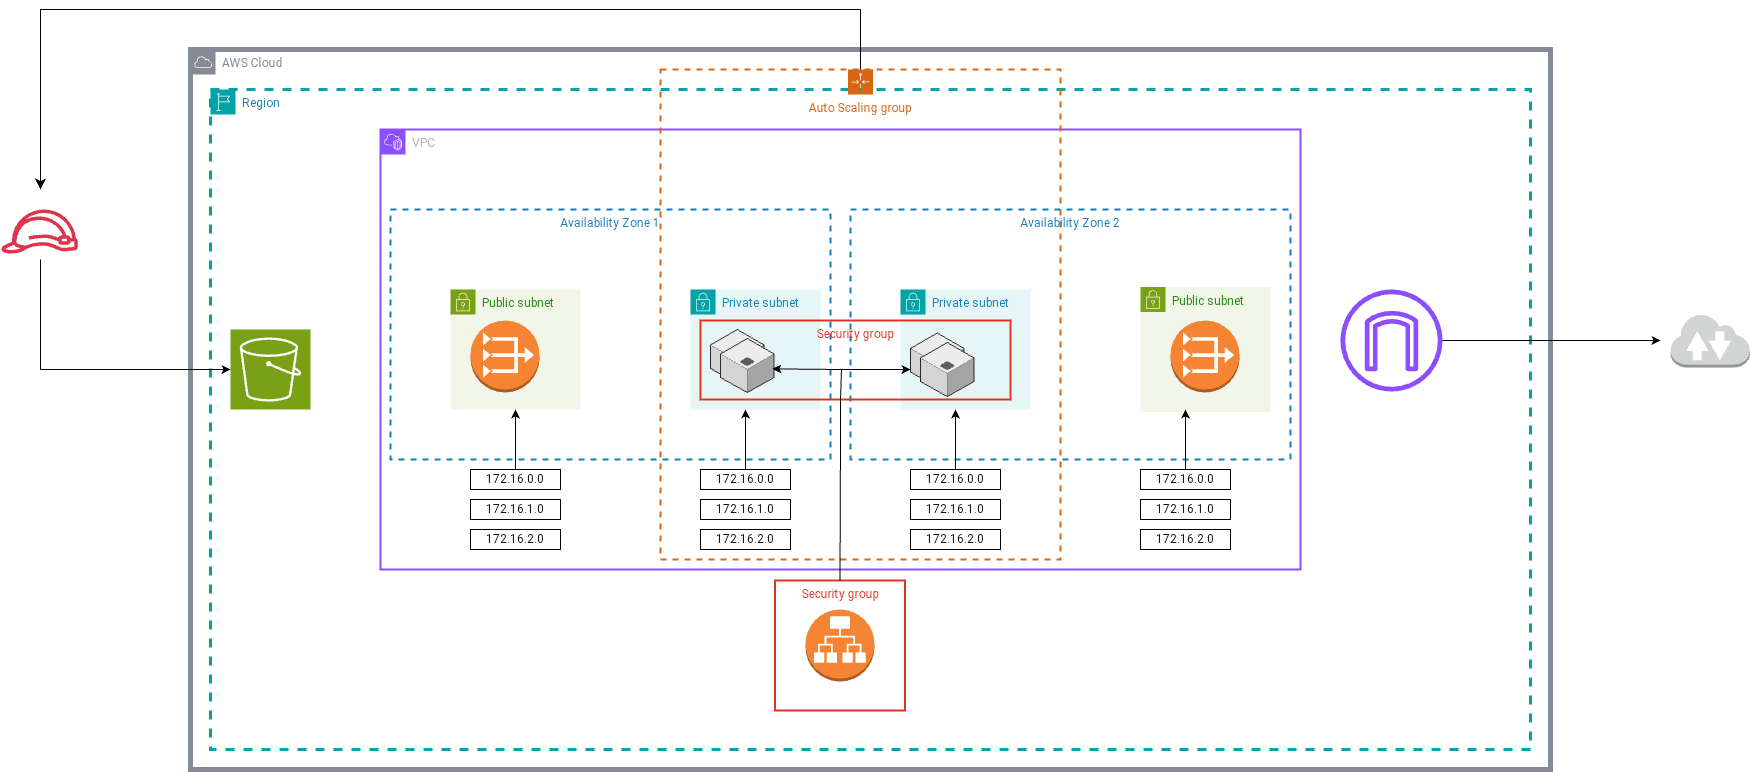 AWS Cloud
Region
Auto Scaling group
VPC
Availability Zone 1
Availability Zone 2
Public subnet
Private subnet
Private subnet
Public subnet
Security group
172.16.0.0
172.16.1.0
172.16.2.0
172.16.0.0
172.16.1.0
172.16.2.0
172.16.0.0
172.16.1.0
172.16.2.0
172.16.0.0
172.16.1.0
172.16.2.0
Security group